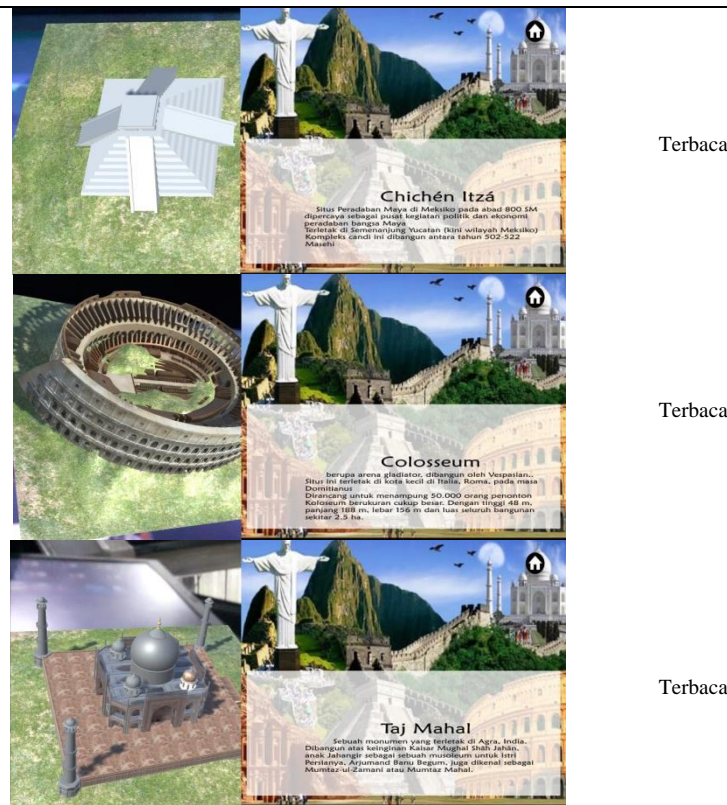 Chichén Itzá
Situs Peradaban Maya di Meksiko pada abad 800 SM
dipercaya sebagai pusat kegiatan politik dan ekonomi
peradaban bangsa Maya
Terletak di Semenanjung Yucatan (kini wilayah Meksiko)
Kompleks candi ini dibangun antara tahun 502-522
Masehi
Terbaca
Colosseum
berupa arena gladiator, dibangun oleh Vespasian..
Situs ini terletak di kota kecil di Italia, Roma, pada masa
Domitianus
Dirancang untuk menampung 50.000 orang penonton
Koloseum berukuran cukup besar. Dengan tinggi 48 m,
panjang 188 m, lebar 156 m dan luas seluruh bangunan
sekitar 2.5 ha.
Terbaca
Taj Mahal
Sebuah monumen yang terletak di Agra, India.
Dibangun atas keinginan Kaisar Mughal Shāh Jahān,
anak Jahangir sebagai sebuah musoleum untuk istri
Persianya, Arjumand Banu Begum, juga dikenal sebagai
Mumtaz-ul-Zamani atau Mumtaz Mahal.
Terbaca